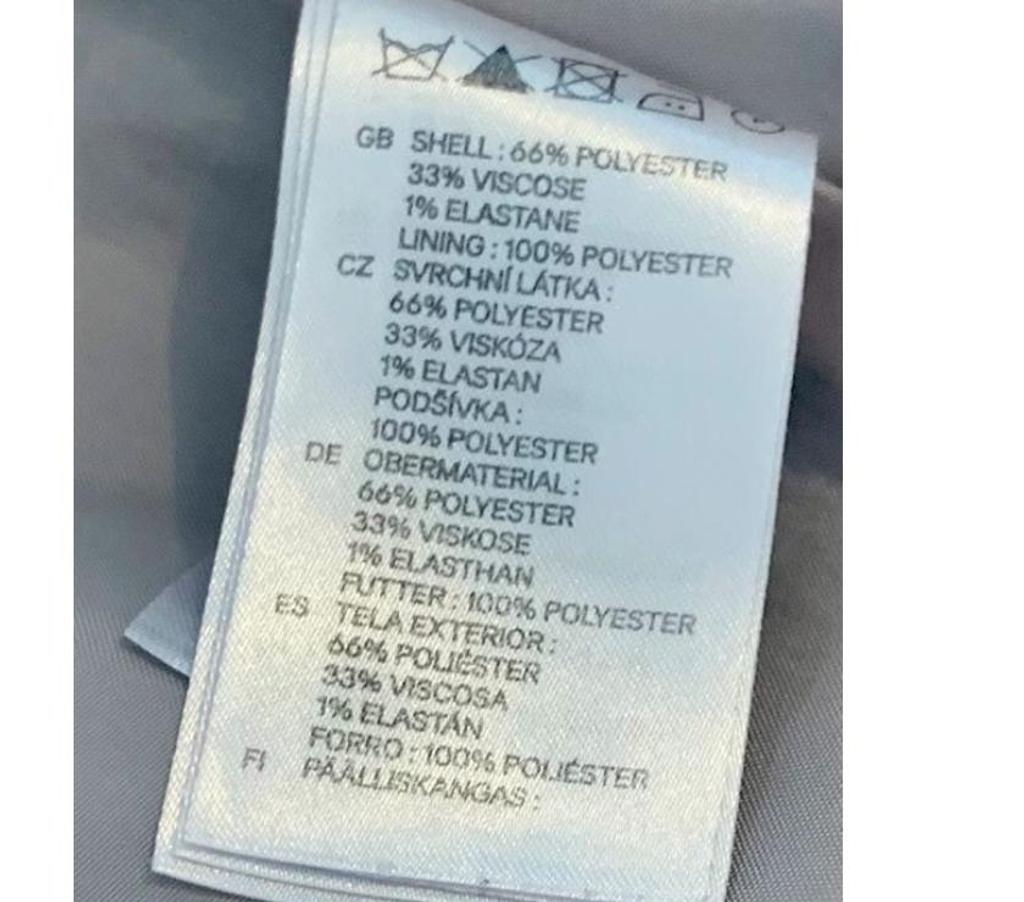 GB SHELL : 66% POLYESTER
33% VISCOSE
1% ELASTANE
LINING : 100% POLYESTER
CZ SVRCHNÍ LÁTKA :
66% POLYESTER
33% VISKÓZA
1% ELASTAN
PODŠÍVKA :
100% POLYESTER
DE OBERMATERIAL :
66% POLYESTER
33% VISKOSE
1% ELASTHAN
FUTTER : 100% POLYESTER
ES TELA EXTERIOR :
66% POLIÉSTER
33% VISCOSA
1% ELASTÁN
FORRO : 100% POLIÉSTER
FI PÄÄLLISKANGAS :